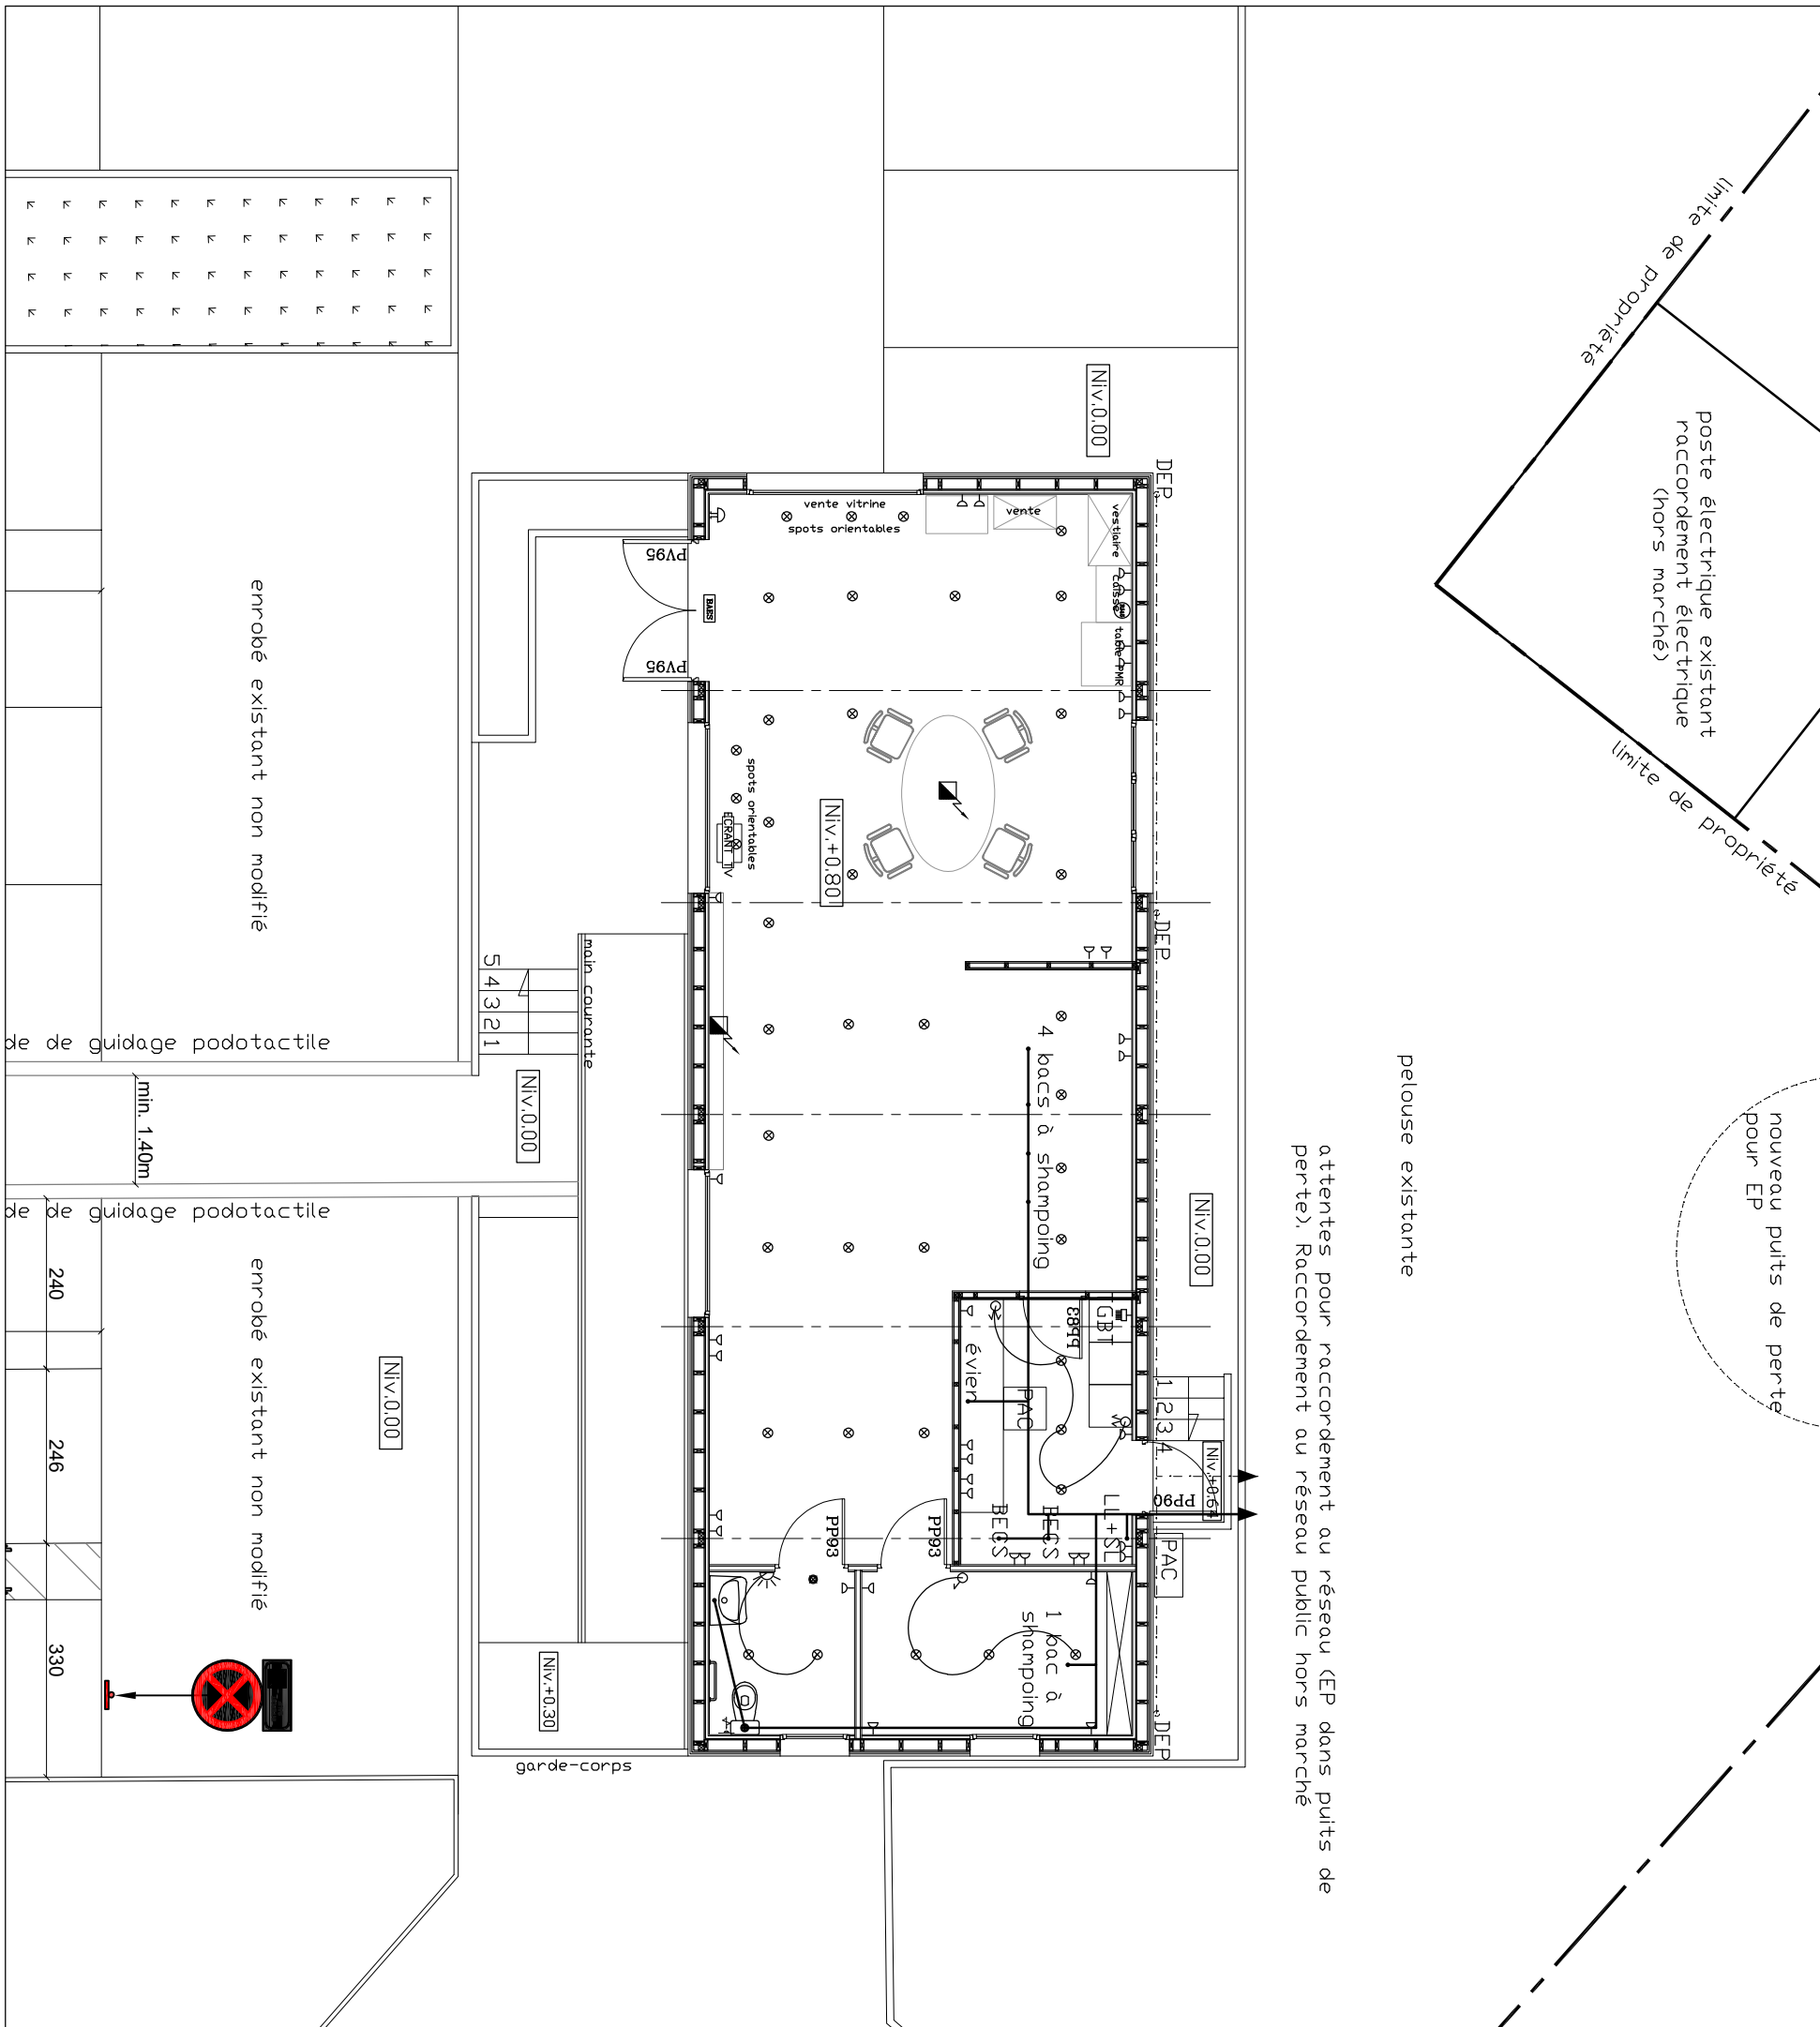 limite de propriété
poste électrique existant
raccordement électrique
(hors marché)
limite de propriété
nouveau puits de perte
pour EP
pelouse existante
attentes pour raccordement au réseau (EP dans puits de
perte). Raccordement au réseau public hors marché
Niv.0.00
DEP
DEP
DEP
Niv.0.00
vestiaire
caisse
table PMR
vente
vente vitrine
spots orientables
PV95
PV95
BAES
spots orientables
ECRANT TV
Niv.+0.80
4 bacs à shampoing
TGBT
PP83
évier
PAC
1 2 3 4
Niv.+0.64
PP90
PAC
LL+SL
BECS
BECS
PP93
PP93
1 bac à
shampoing
main courante
5 4 3 2 1
Niv.0.00
Niv.+0.30
garde-corps
enrobé existant non modifié
de de guidage podotactile
min. 1.40m
de de guidage podotactile
enrobé existant non modifié
Niv.0.00
240
246
330